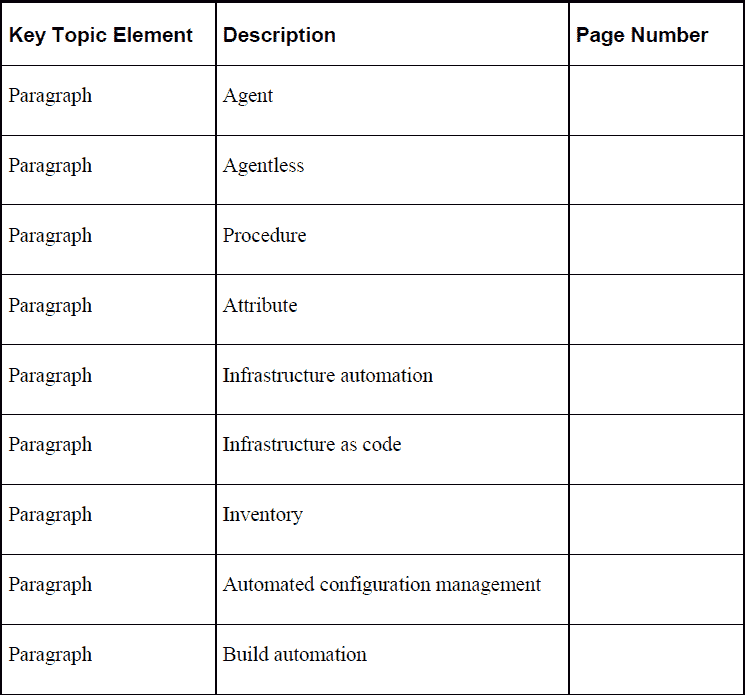 Key Topic Element Description Page Number
Paragraph Agent
Paragraph Agentless
Paragraph Procedure
Paragraph Attribute
Paragraph Infrastructure automation
Paragraph Infrastructure as code
Paragraph Inventory
Paragraph Automated configuration management
Paragraph Build automation